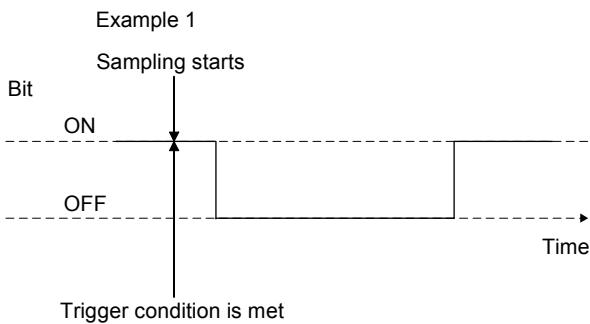 Example 1
Sampling starts
Bit
ON
OFF
Time
Trigger condition is met